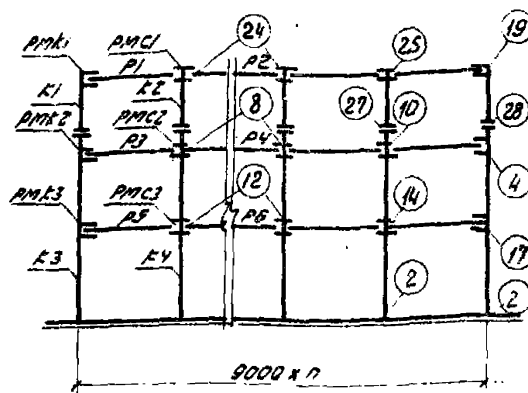 РМК1 РМС1 24 19
Р1 Р2 25
К1 К2 27 28
РМК2 РМС2 8 10
Р3 Р4 4
РМК3 РМС3 12 14
Р5 Р6 17
К3 К4 2 2
9000 х п